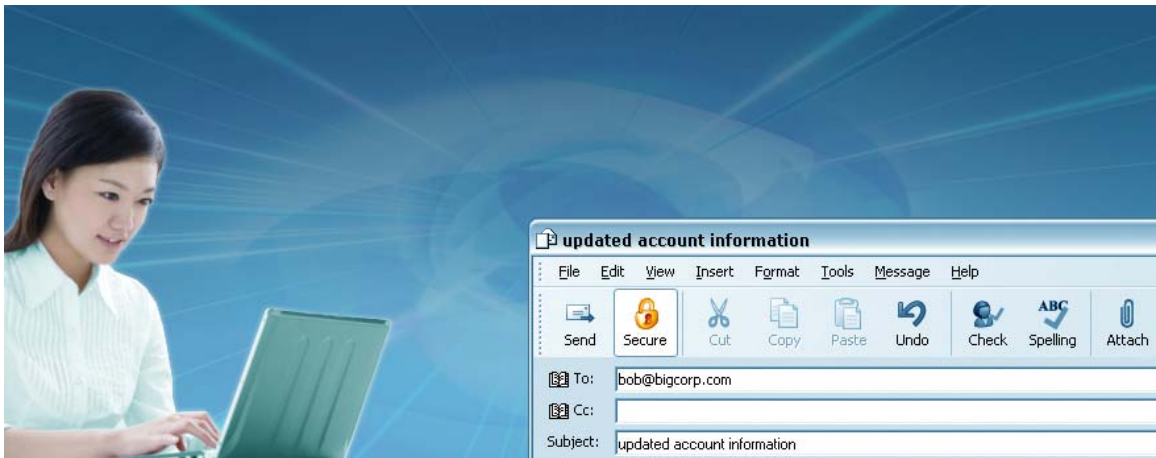 updated account information
File Edit View Insert Format Tools Message Help
ABC
Send Secure Cut Copy Paste Undo Check Spelling Attach
To: bob@bigcorp.com
Cc:
Subject: updated account information